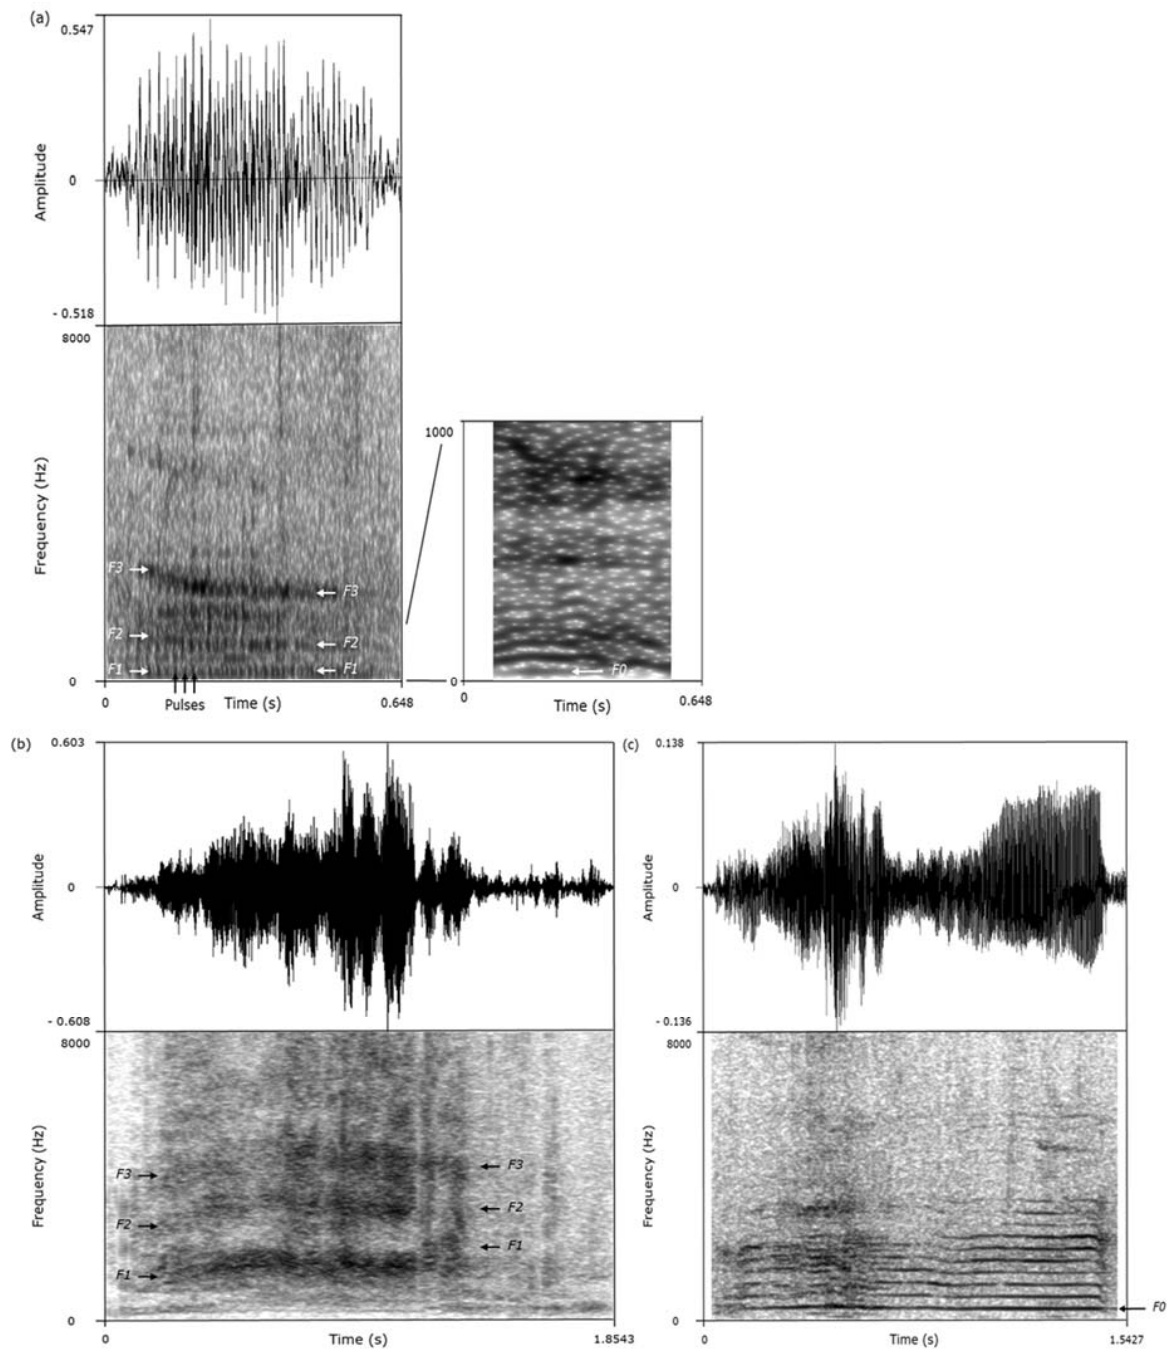 (a)
0.547
Amplitude
0
- 0.518
8000
Frequency (Hz)
F3
F3
F2
F2
F1
F1
0
0
Pulses
Time (s)
0.648
1000
F0
0
0
Time (s)
0.648
(b)
0.603
Amplitude
0
- 0.608
8000
Frequency (Hz)
F3
F3
F2
F2
F1
F1
0
0
Time (s)
1.8543
(c)
0.138
Amplitude
0
-0.136
8000
Frequency (Hz)
F0
0
0
Time (s)
1.5427